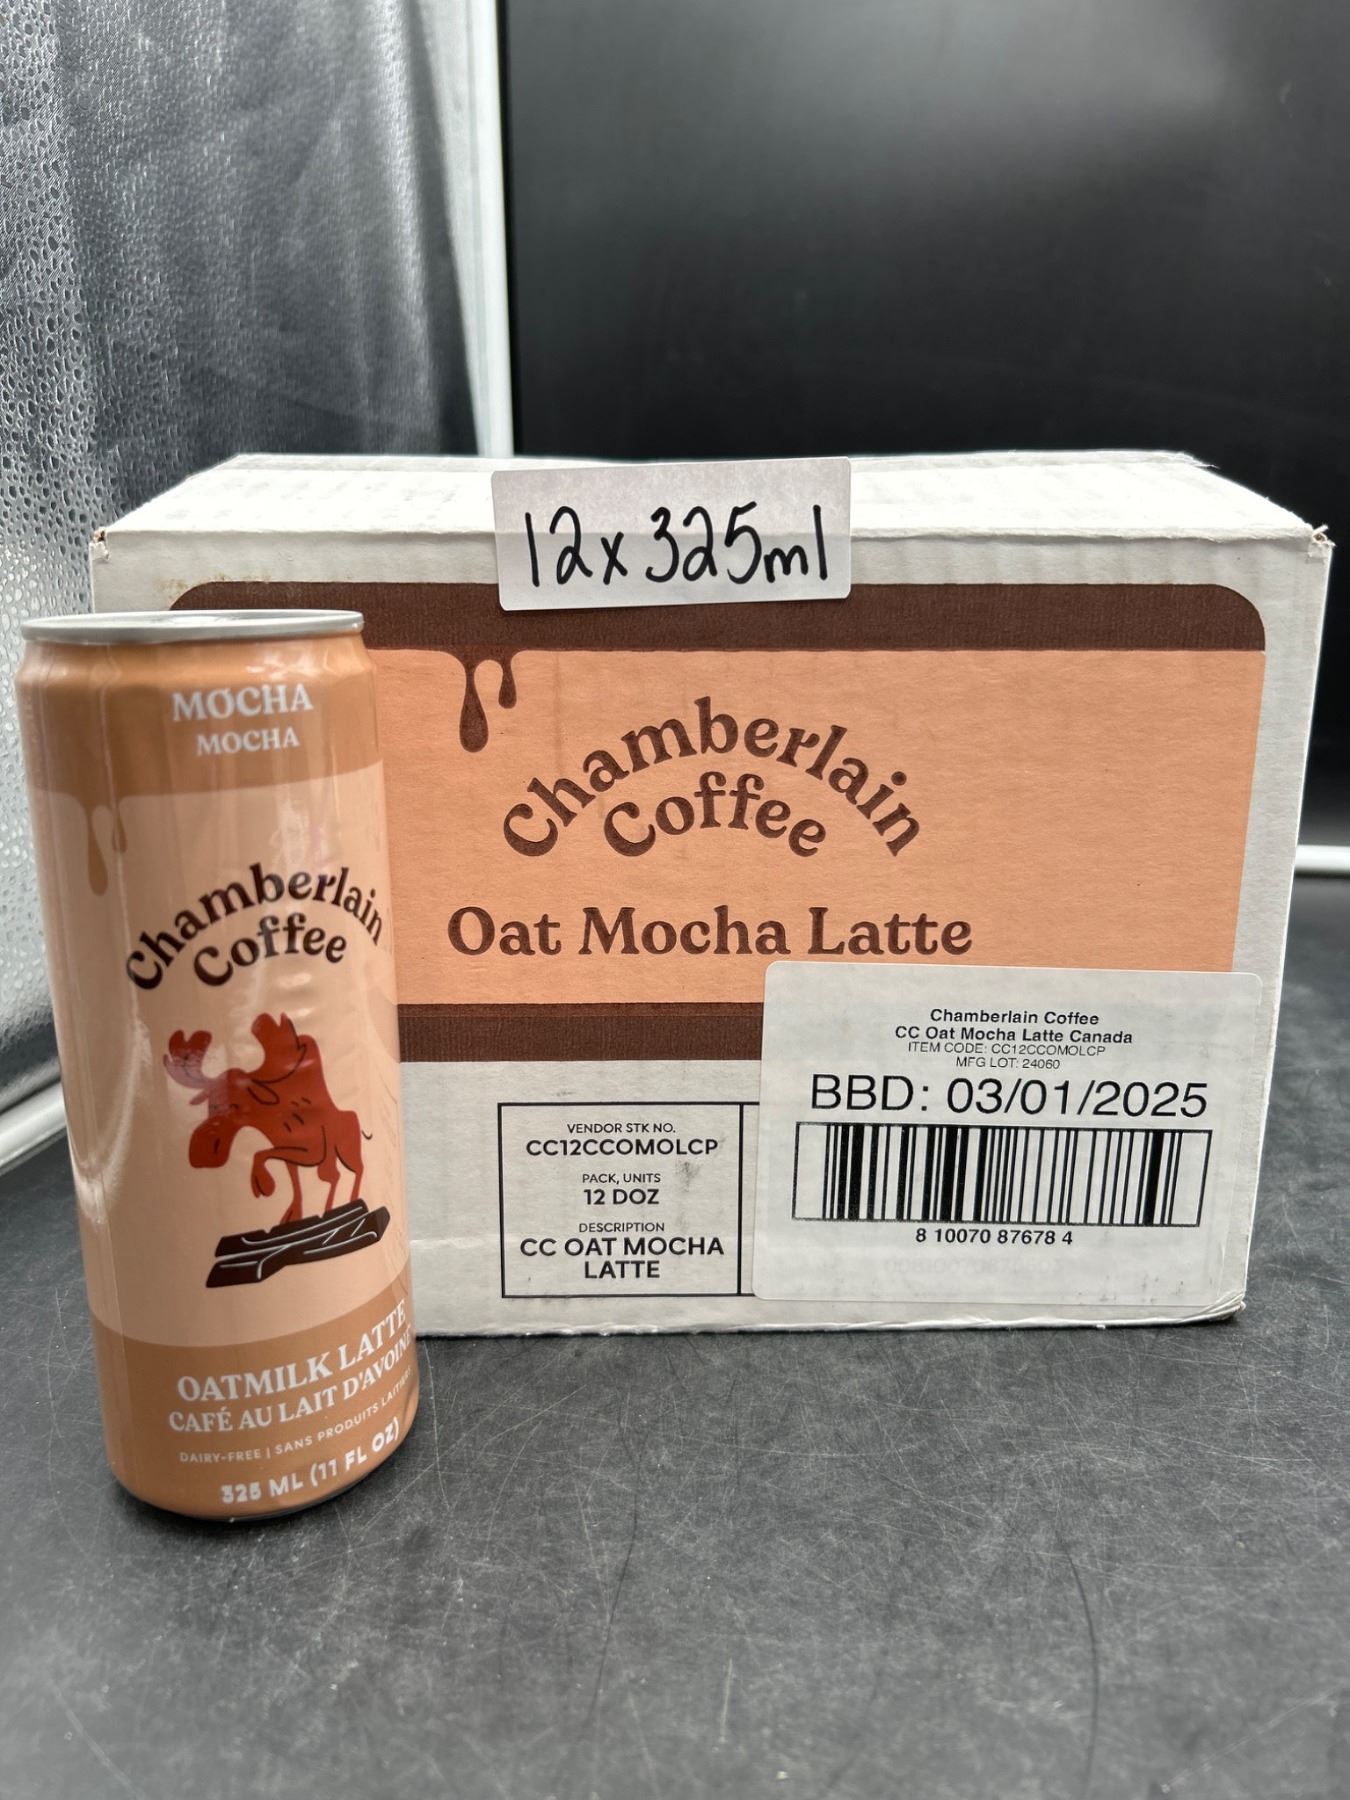 12x325ml
Chamberlain
Coffee
Oat Mocha Latte
VENDOR STK NO.
CC12CCOMOLCP
PACK, UNITS
12 DOZ
DESCRIPTION
CC OAT MOCHA
LATTE
Chamberlain Coffee
CC Oat Mocha Latte Canada
ITEM CODE: CC12CCOMOLCP
MFG LOT: 24060
BBD: 03/01/2025
8 10070 87678 4
MOCHA
MOCHA
Chamberlain
Coffee
OATMILK LATTE
CAFÉ AU LAIT D'AVOINE
DAIRY-FREE | SANS PRODUITS
325 ML (11 FL OZ)